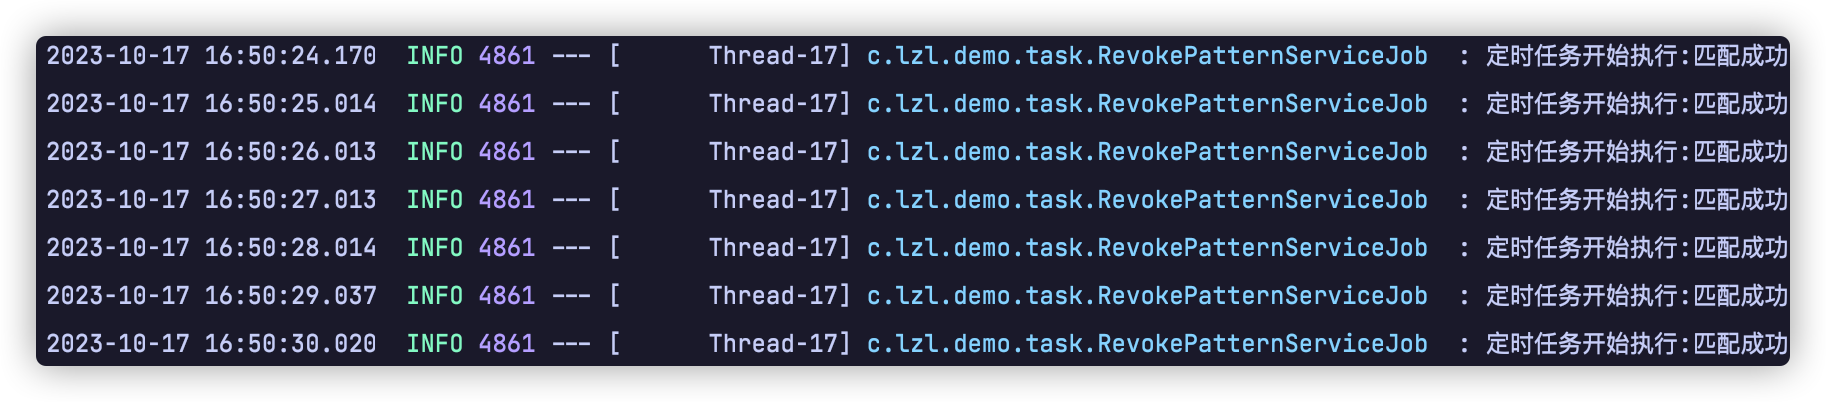 2023-10-17 16:50:24.170  INFO 4861 --- [      Thread-17] c.lzl.demo.task.RevokePatternServiceJob  : 定时任务开始执行:匹配成功
2023-10-17 16:50:25.014  INFO 4861 --- [      Thread-17] c.lzl.demo.task.RevokePatternServiceJob  : 定时任务开始执行:匹配成功
2023-10-17 16:50:26.013  INFO 4861 --- [      Thread-17] c.lzl.demo.task.RevokePatternServiceJob  : 定时任务开始执行:匹配成功
2023-10-17 16:50:27.013  INFO 4861 --- [      Thread-17] c.lzl.demo.task.RevokePatternServiceJob  : 定时任务开始执行:匹配成功
2023-10-17 16:50:28.014  INFO 4861 --- [      Thread-17] c.lzl.demo.task.RevokePatternServiceJob  : 定时任务开始执行:匹配成功
2023-10-17 16:50:29.037  INFO 4861 --- [      Thread-17] c.lzl.demo.task.RevokePatternServiceJob  : 定时任务开始执行:匹配成功
2023-10-17 16:50:30.020  INFO 4861 --- [      Thread-17] c.lzl.demo.task.RevokePatternServiceJob  : 定时任务开始执行:匹配成功